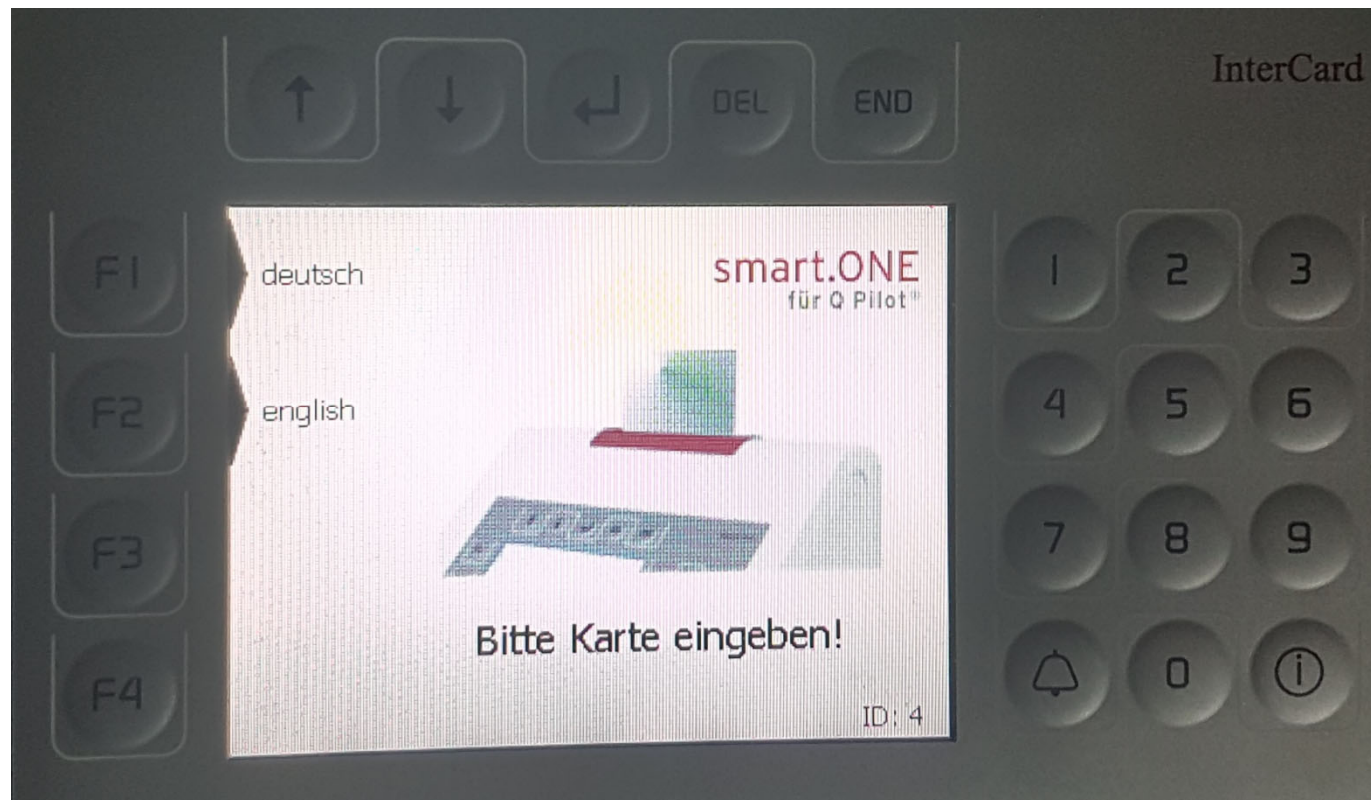 InterCard
DEL END
F1
F2
F3
F4
deutsch
english
smart.ONE
für Q Pilot®
Bitte Karte eingeben!
ID: 4
1 2 3
4 5 6
7 8 9
0 i